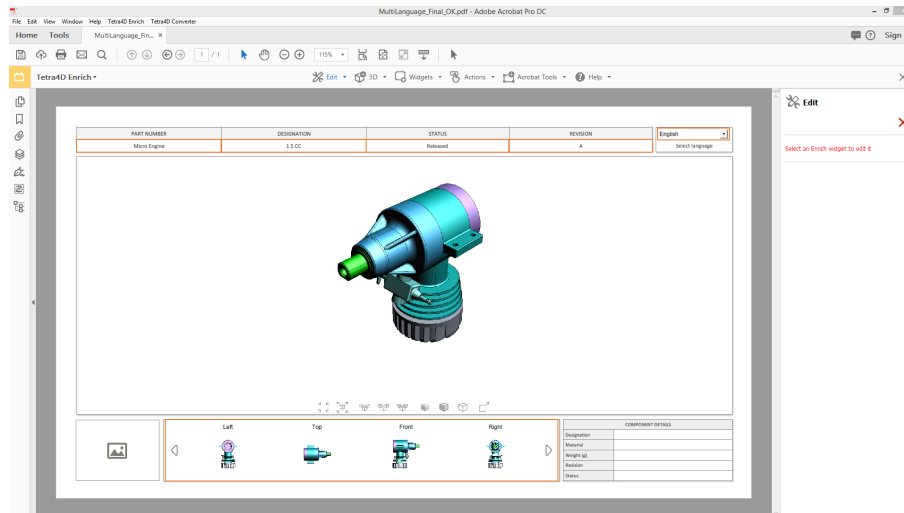 MultiLanguage_Final_OK.pdf - Adobe Acrobat Pro DC
File Edit View Window Help Tetra4D Enrich Tetra4D Converter
Home Tools MultiLanguage_Fin... × Sign
1 / 1 115%
Tetra4D Enrich Edit 3D Widgets Actions Acrobat Tools Help
Edit
PART NUMBER DESIGNATION STATUS REVISION English
Micro Engine 1.5 CC Released A Select language
Select an Enrich widget to edit it
Left Top Front Right COMPONENT DETAILS
Designation
Material
Weight (g)
Revision
Status